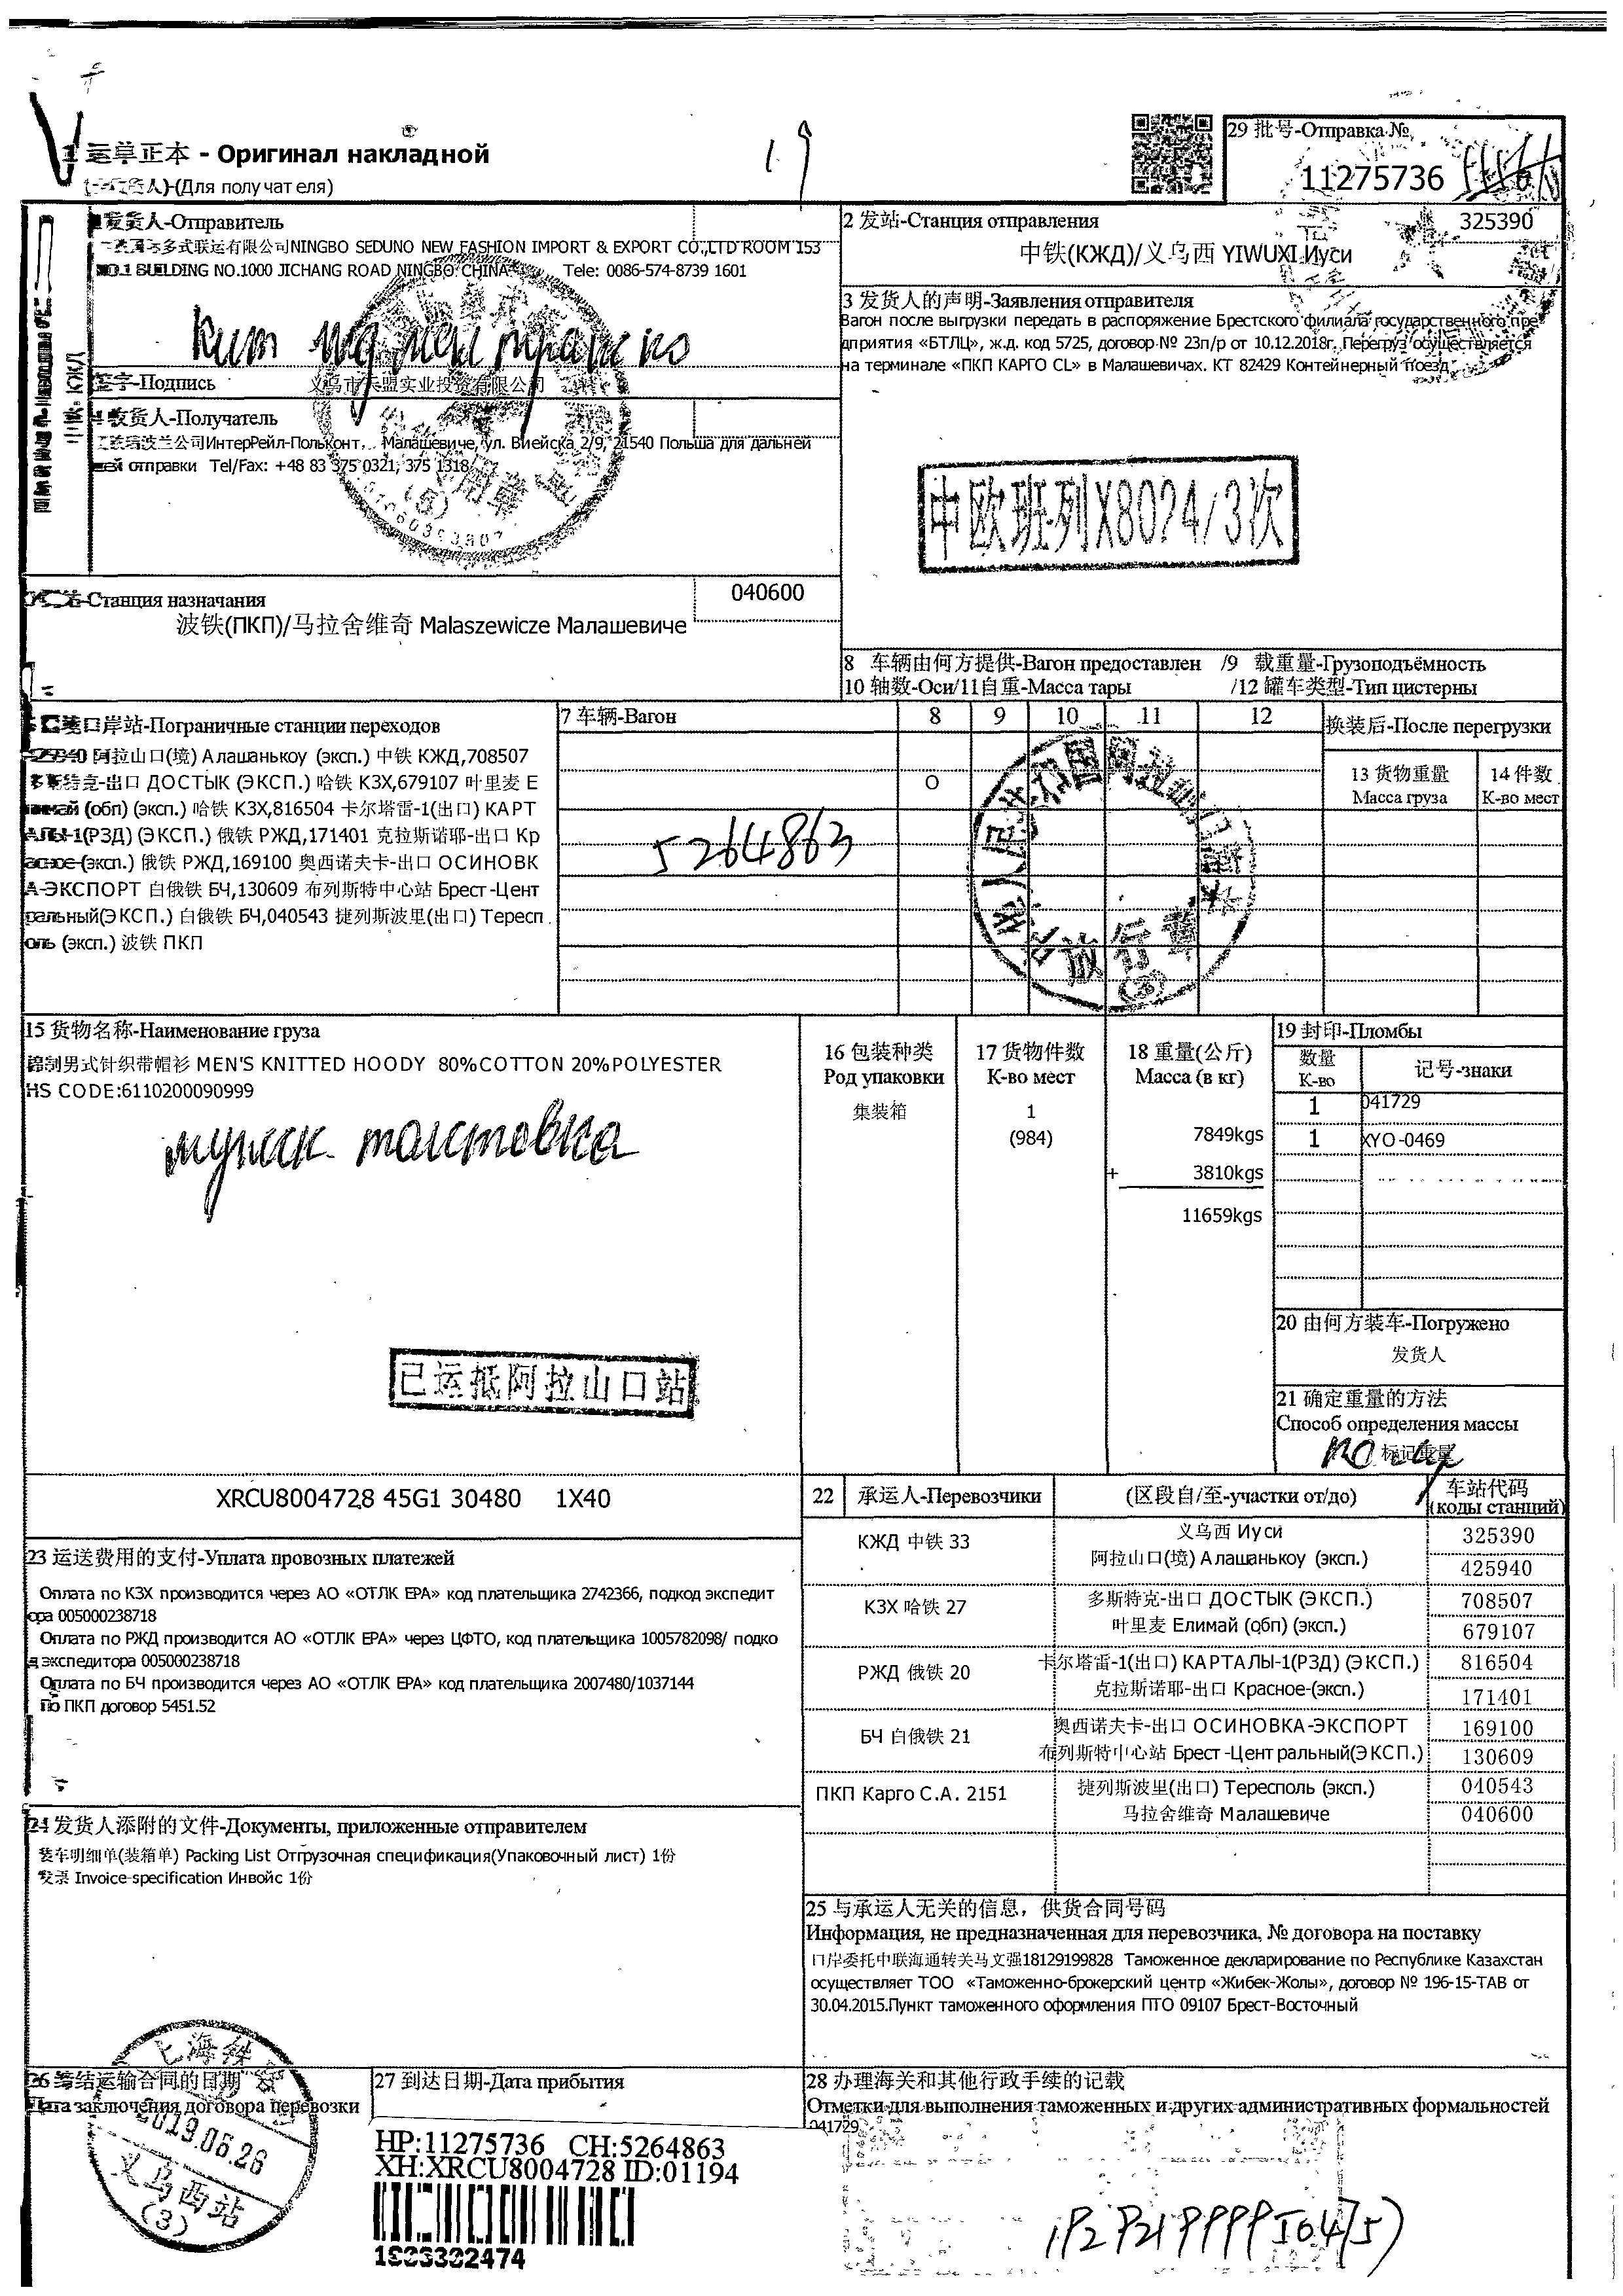 运单正本 - Оригинал накладной
(Для получателя)
29 批号-Отправка №
11275736
发货人-Отправитель
多式联运有限公司NINGBO SEDUNO NEW FASHION IMPORT & EXPORT CO.,LTD ROOM 153
NO.1 BUILDING NO.1000 JICHANG ROAD NINGBO CHINA Tele: 0086-574-8739 1601
签字-Подпись 义乌市天盟实业投资有限公司
2 发站-Станция отправления
325390
中铁(КЖД)/义乌西 YIWUXI Иуси
3 发货人的声明-Заявления отправителя
Вагон после выгрузки передать в распоряжение Брестского филиала государственного пре
дприятия «БТЛЦ», ж.д. код 5725, договор № 23п/р от 10.12.2018г. Перегруз осуществляется
на терминале «ПКП КАРГО CL» в Малашевичах. КТ 82429 Контейнерный поезд
4 收货人-Получатель
波兰公司ИнтерРейл-Польконт, Малашевиче, ул. Виейска 2/9, 21540 Польша для дальней
шей отправки Tel/Fax: +48 83 375 0321, 375 1318
中欧班列X8024/3次
Станция назначания
040600
波铁(ПКП)/马拉舍维奇 Malaszewicze Малашевиче
8 车辆由何方提供-Вагон предоставлен /9 载重量-Грузоподъёмность
10 轴数-Оси/11自重-Масса тары /12 罐车类型-Тип цистерны
口岸站-Пограничные станции переходов
阿拉山口(境) Алашанькоу (эксп.) 中铁 КЖД,708507
多斯特克-出口 ДОСТЫК (ЭКСП.) 哈铁 КЗХ,679107 叶里麦 Е
лимай (обп) (эксп.) 哈铁 КЗХ,816504 卡尔塔雷-1(出口) КАРТ
АЛЫ-1(РЗД) (ЭКСП.) 俄铁 РЖД,171401 克拉斯诺耶-出口 Кр
асное-(эксп.) 俄铁 РЖД,169100 奥西诺夫卡-出口 ОСИНОВК
А-ЭКСПОРТ 白俄铁 БЧ,130609 布列斯特中心站 Брест-Цент
ральный(ЭКСП.) 白俄铁 БЧ,040543 捷列斯波里(出口) Тересп
оль (эксп.) 波铁 ПКП
7 车辆-Вагон 8 9 10 11 12
О
5264863
换装后-После перегрузки
13 货物重量 14 件数
Масса груза К-во мест
15 货物名称-Наименование груза
棉制男式针织带帽衫 MEN'S KNITTED HOODY 80%COTTON 20%POLYESTER
HS CODE:6110200090999
мужск. толстовка
已运抵阿拉山口站
16 包装种类
Род упаковки
集装箱
17 货物件数
К-во мест
1
(984)
18 重量(公斤)
Масса (в кг)
7849kgs
+ 3810kgs
11659kgs
19 封印-Пломбы
数量 记号-знаки
К-во
1 041729
1 XYO-0469
20 由何方装车-Погружено
发货人
21 确定重量的方法
Способ определения массы
标记重量
XRCU8004728 45G1 30480 1X40
22 承运人-Перевозчики (区段自/至-участки от/до) 车站代码
(коды станций)
КЖД 中铁 33 义乌西 Иуси 325390
阿拉山口(境) Алашанькоу (эксп.) 425940
КЗХ 哈铁 27 多斯特克-出口 ДОСТЫК (ЭКСП.) 708507
叶里麦 Елимай (обп) (эксп.) 679107
РЖД 俄铁 20 卡尔塔雷-1(出口) КАРТАЛЫ-1(РЗД) (ЭКСП.) 816504
克拉斯诺耶-出口 Красное-(эксп.) 171401
БЧ 白俄铁 21 奥西诺夫卡-出口 ОСИНОВКА-ЭКСПОРТ 169100
布列斯特中心站 Брест-Центральный(ЭКСП.) 130609
ПКП Карго С.А. 2151 捷列斯波里(出口) Тересполь (эксп.) 040543
马拉舍维奇 Малашевиче 040600
23 运送费用的支付-Уплата провозных платежей
Оплата по КЗХ производится через АО «ОТЛК ЕРА» код плательщика 2742366, подкод экспедит
ора 005000238718
Оплата по РЖД производится АО «ОТЛК ЕРА» через ЦФТО, код плательщика 1005782098/ подко
д экспедитора 005000238718
Оплата по БЧ производится через АО «ОТЛК ЕРА» код плательщика 2007480/1037144
По ПКП договор 5451.52
24 发货人添附的文件-Документы, приложенные отправителем
装车明细单(装箱单) Packing List Отгрузочная спецификация(Упаковочный лист) 1份
发票 Invoice-specification Инвойс 1份
25 与承运人无关的信息，供货合同号码
Информация, не предназначенная для перевозчика, № договора на поставку
口岸委托中联海通转关马文强18129199828 Таможенное декларирование по Республике Казахстан
осуществляет ТОО «Таможенно-брокерский центр «Жибек-Жолы», договор № 196-15-ТАВ от
30.04.2015.Пункт таможенного оформления ПТО 09107 Брест-Восточный
26 缔结运输合同的日期
Дата заключения договора перевозки
2019.06.26
义乌西站
(3)
27 到达日期-Дата прибытия
28 办理海关和其他行政手续的记载
Отметки для выполнения таможенных и других административных формальностей
041729
HP:11275736 CH:5264863
XH:XRCU8004728 ID:01194